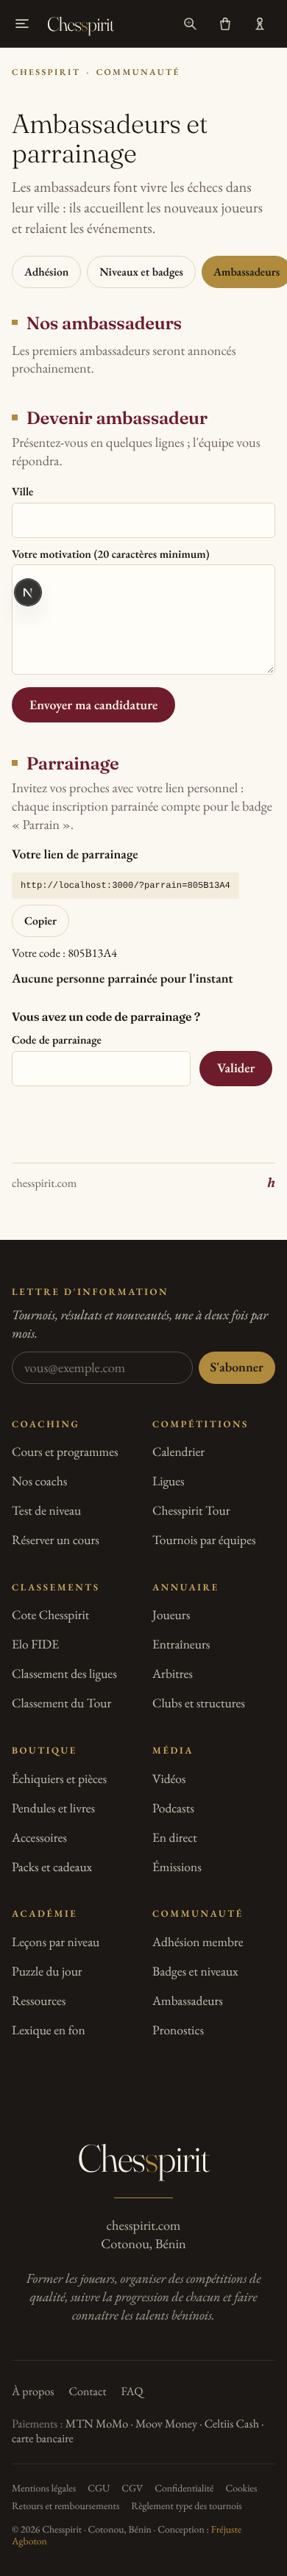 Chesspirit
CHESSPIRIT · COMMUNAUTÉ
Ambassadeurs et
parrainage
Les ambassadeurs font vivre les échecs dans
leur ville : ils accueillent les nouveaux joueurs
et relaient les événements.
Adhésion
Niveaux et badges
Ambassadeurs
Nos ambassadeurs
Les premiers ambassadeurs seront annoncés
prochainement.
Devenir ambassadeur
Présentez-vous en quelques lignes ; l'équipe vous
répondra.
Ville
Votre motivation (20 caractères minimum)
N
Envoyer ma candidature
Parrainage
Invitez vos proches avec votre lien personnel :
chaque inscription parrainée compte pour le badge
« Parrain ».
Votre lien de parrainage
http://localhost:3000/?parrain=805B13A4
Copier
Votre code : 805B13A4
Aucune personne parrainée pour l'instant
Vous avez un code de parrainage ?
Code de parrainage
Valider
chesspirit.com
h
LETTRE D'INFORMATION
Tournois, résultats et nouveautés, une à deux fois par
mois.
vous@exemple.com
S'abonner
COACHING
Cours et programmes
Nos coachs
Test de niveau
Réserver un cours
COMPÉTITIONS
Calendrier
Ligues
Chesspirit Tour
Tournois par équipes
CLASSEMENTS
Cote Chesspirit
Elo FIDE
Classement des ligues
Classement du Tour
ANNUAIRE
Joueurs
Entraîneurs
Arbitres
Clubs et structures
BOUTIQUE
Échiquiers et pièces
Pendules et livres
Accessoires
Packs et cadeaux
MÉDIA
Vidéos
Podcasts
En direct
Émissions
ACADÉMIE
Leçons par niveau
Puzzle du jour
Ressources
Lexique en fon
COMMUNAUTÉ
Adhésion membre
Badges et niveaux
Ambassadeurs
Pronostics
Chesspirit
chesspirit.com
Cotonou, Bénin
Former les joueurs, organiser des compétitions de
qualité, suivre la progression de chacun et faire
connaître les talents béninois.
À propos Contact FAQ
Paiements : MTN MoMo · Moov Money · Celtiis Cash ·
carte bancaire
Mentions légales CGU CGV Confidentialité Cookies
Retours et remboursements Règlement type des tournois
© 2026 Chesspirit · Cotonou, Bénin · Conception : Fréjuste
Agboton